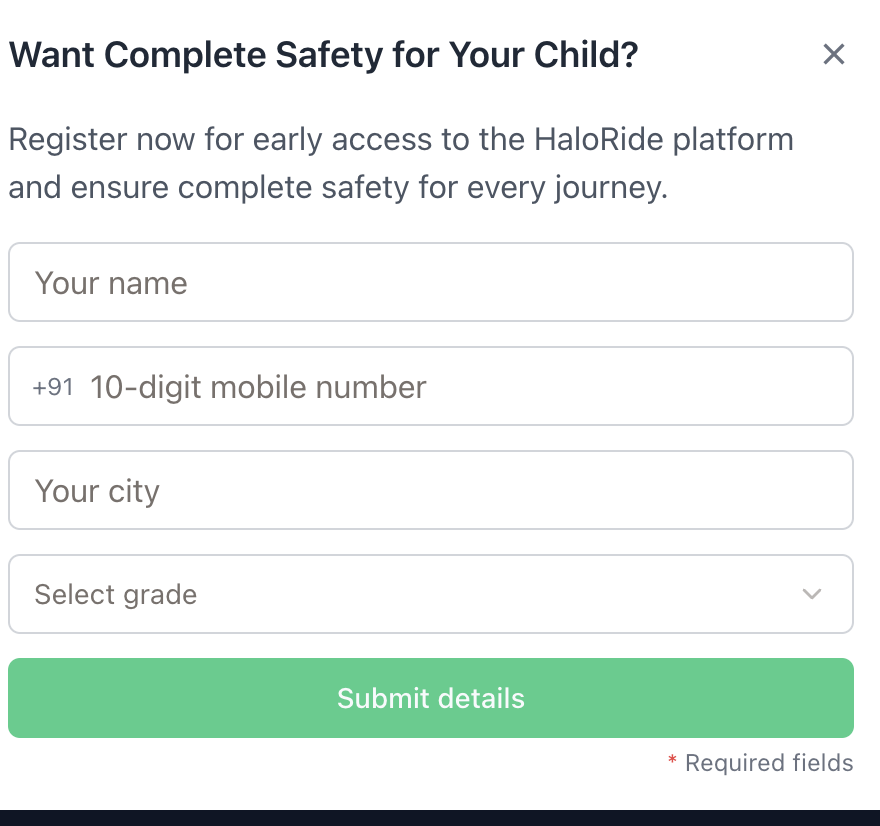 Want Complete Safety for Your Child?
Register now for early access to the HaloRide platform
and ensure complete safety for every journey.
Your name
+91 10-digit mobile number
Your city
Select grade
Submit details
* Required fields